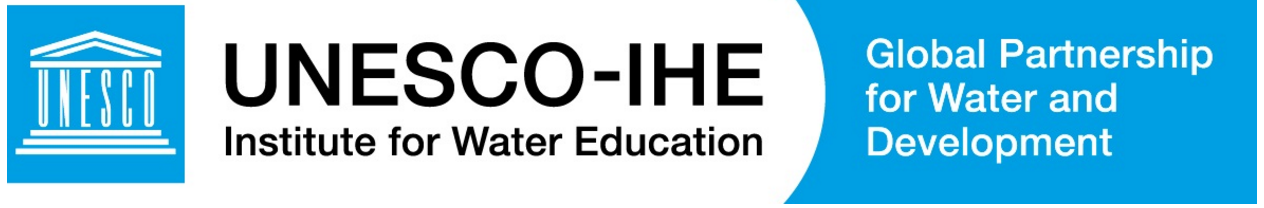 UNESCO
UNESCO-IHE
Institute for Water Education
Global Partnership
for Water and
Development